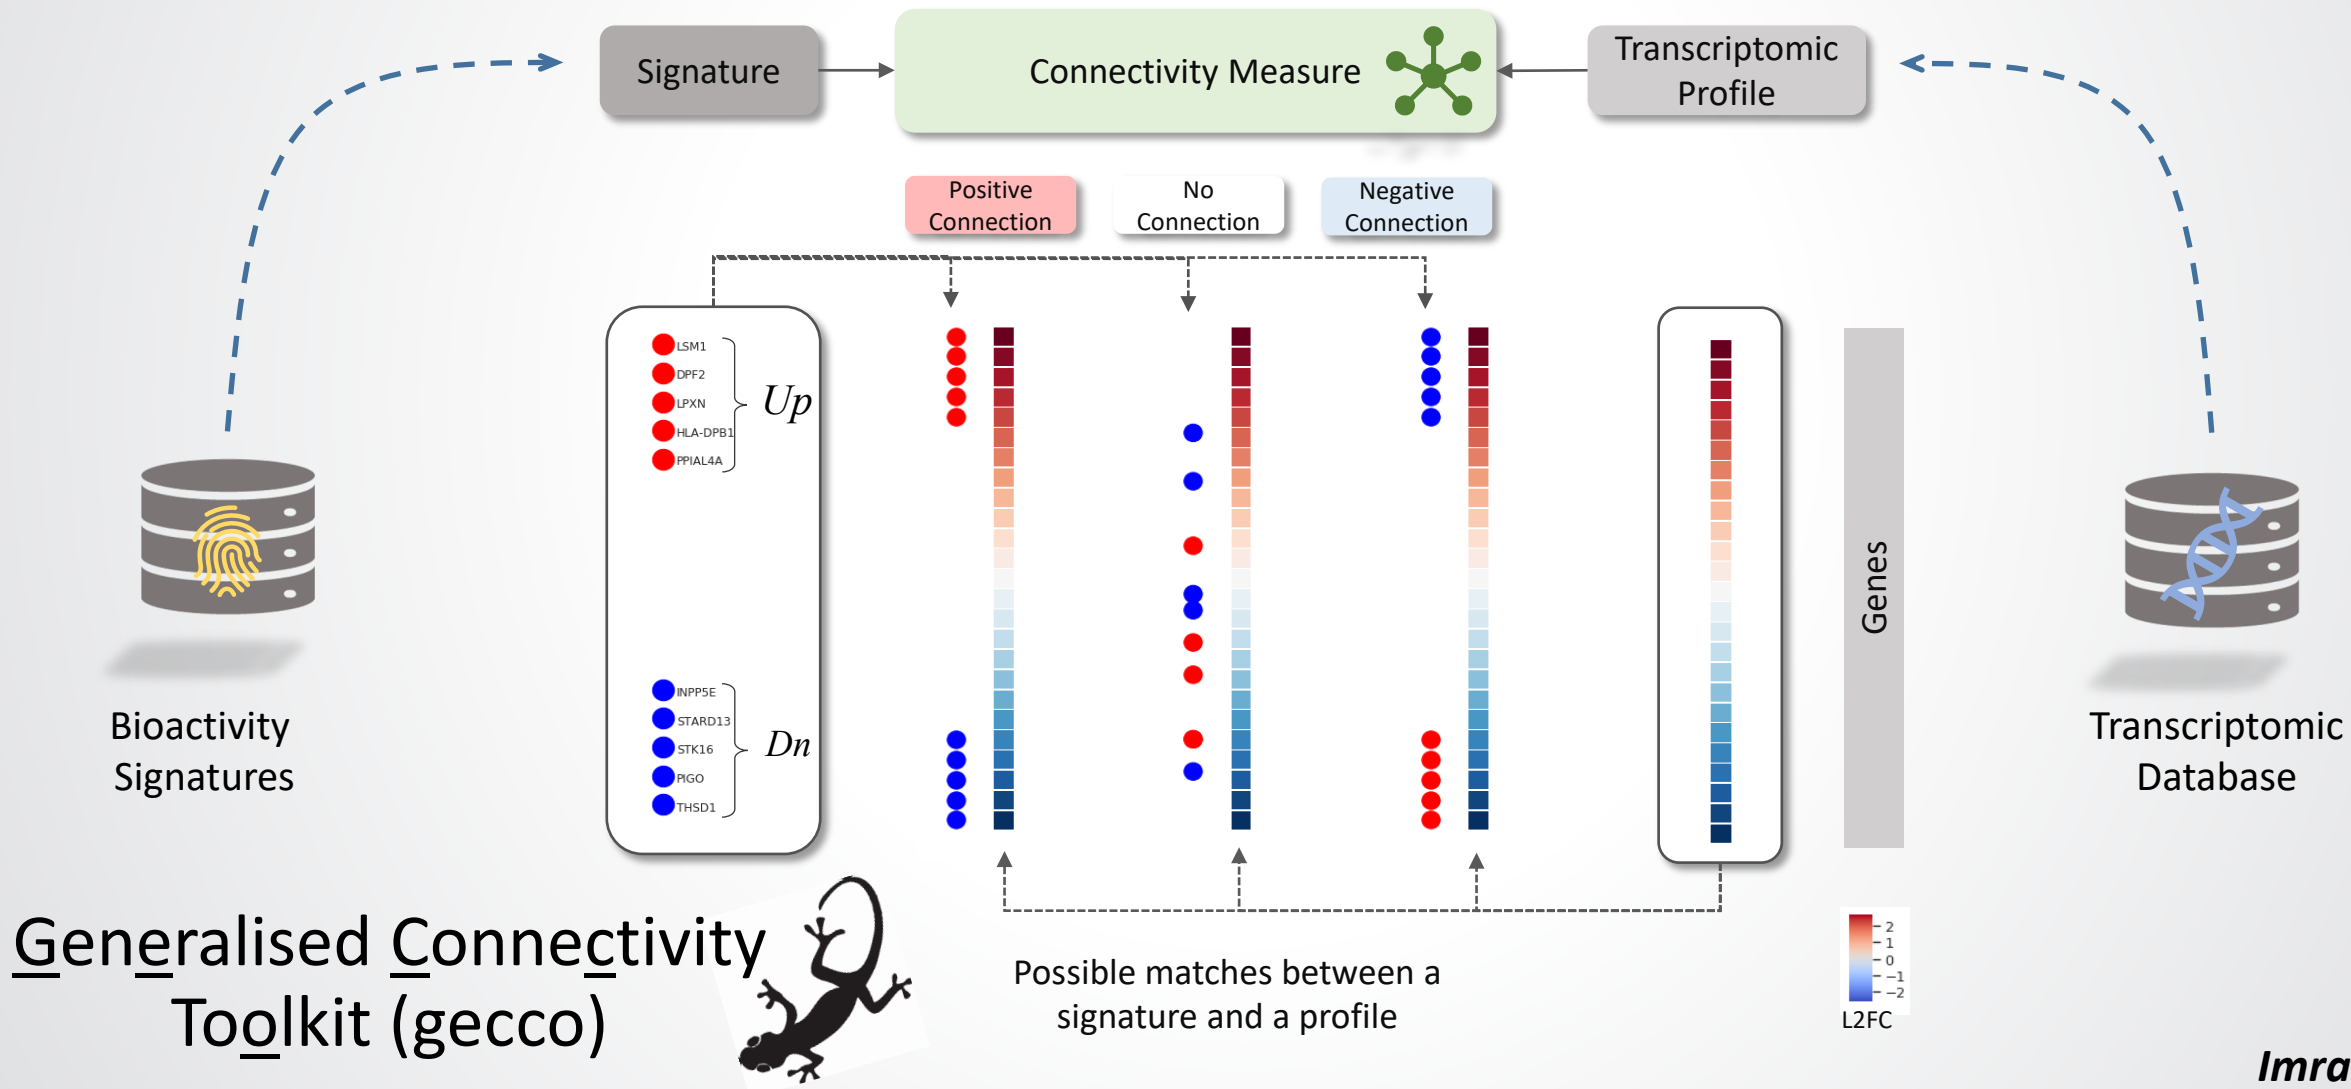 Signature
Connectivity Measure
Transcriptomic
Profile
Positive
Connection
No
Connection
Negative
Connection
LSM1
DPF2
LPXN
HLA-DPB1
PPIAL4A
Up
INPP5E
STARD13
STK16
PIGO
THSD1
Dn
Genes
Bioactivity
Signatures
Transcriptomic
Database
Generalised Connectivity
Toolkit (gecco)
Possible matches between a
signature and a profile
2
1
0
−1
−2
L2FC
Imra